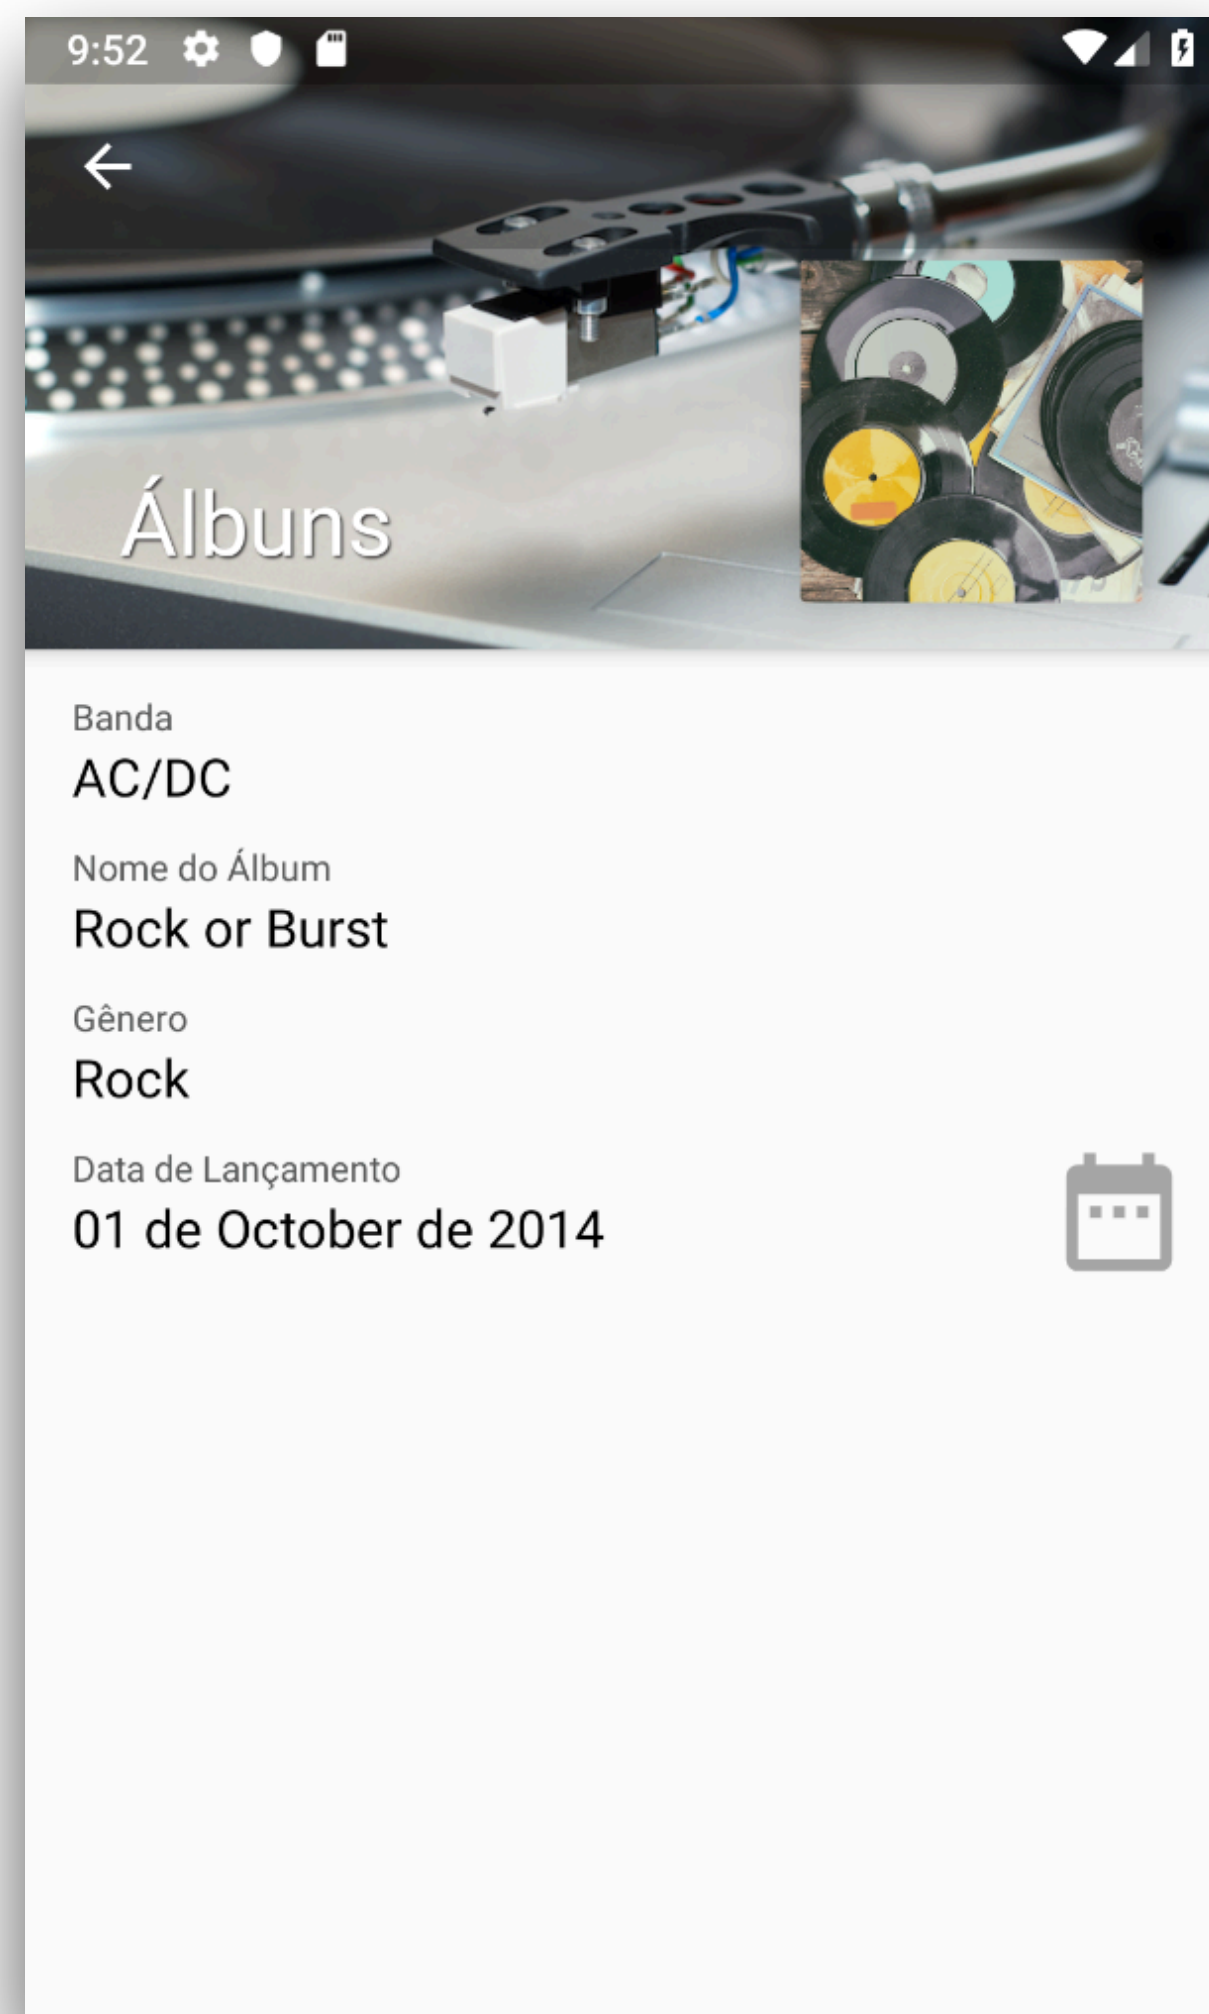 9:52
Álbuns
Banda
AC/DC
Nome do Álbum
Rock or Burst
Gênero
Rock
Data de Lançamento
01 de October de 2014